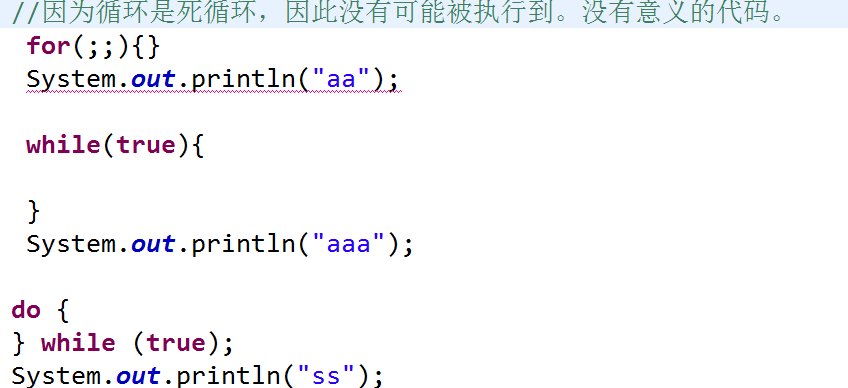 //因为循环是死循环，因此没有可能被执行到。没有意义的代码。
for(;;){}
System.out.println("aa");
while(true){
}
System.out.println("aaa");
do {
} while (true);
System.out.println("ss");